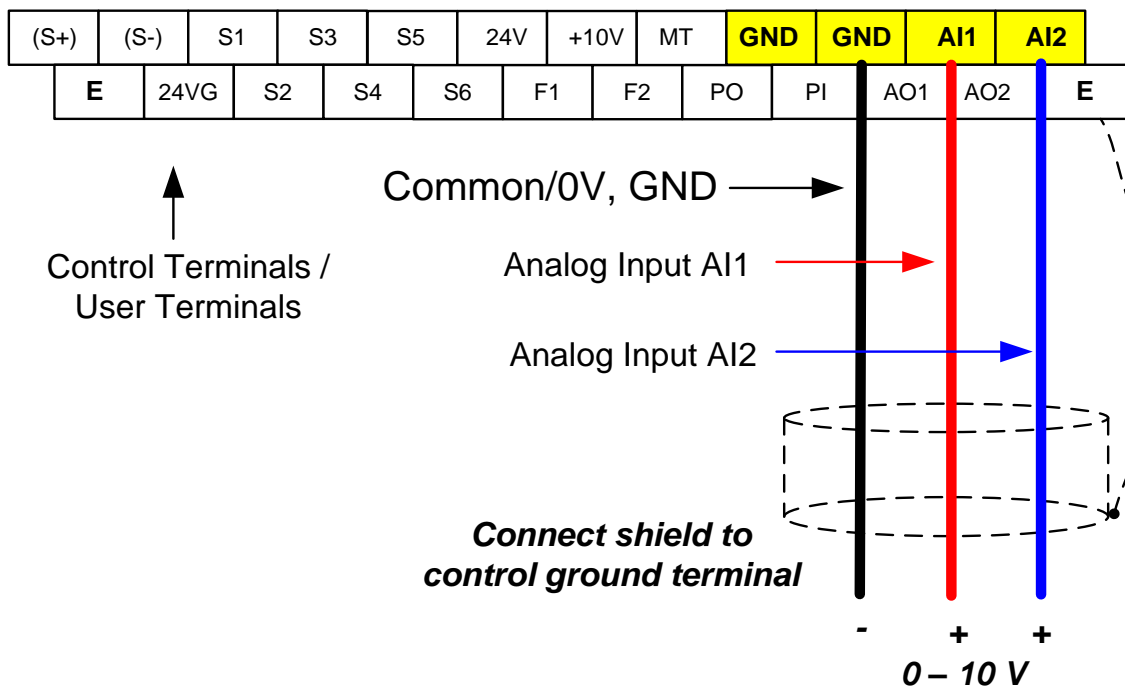 (S+) (S-) S1 S3 S5 24V +10V MT GND GND AI1 AI2
E 24VG S2 S4 S6 F1 F2 PO PI AO1 AO2 E
Common/0V, GND
Control Terminals /
User Terminals
Analog Input AI1
Analog Input AI2
Connect shield to
control ground terminal
- + +
0 – 10 V